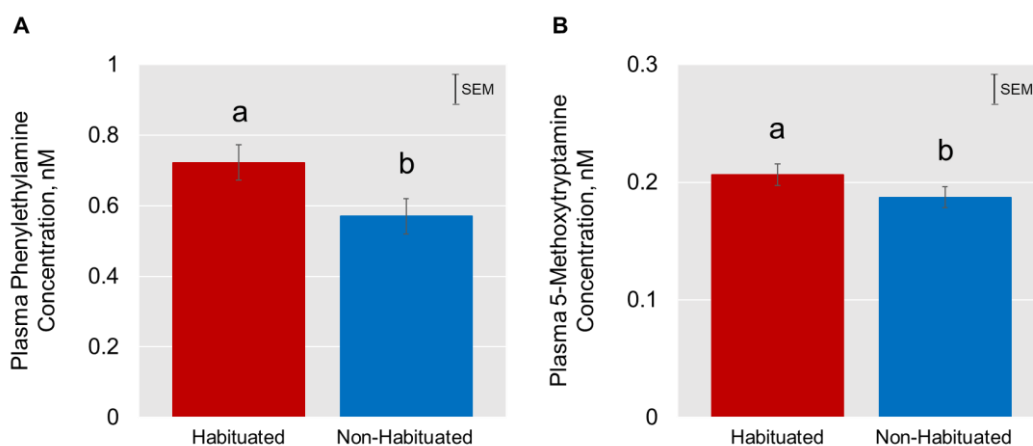 A
Plasma Phenylethylamine
Concentration, nM
1
0.8
0.6
0.4
0.2
0
SEM
a
b
Habituated
Non-Habituated
B
Plasma 5-Methoxytryptamine
Concentration, nM
0.3
0.2
0.1
0
SEM
a
b
Habituated
Non-Habituated